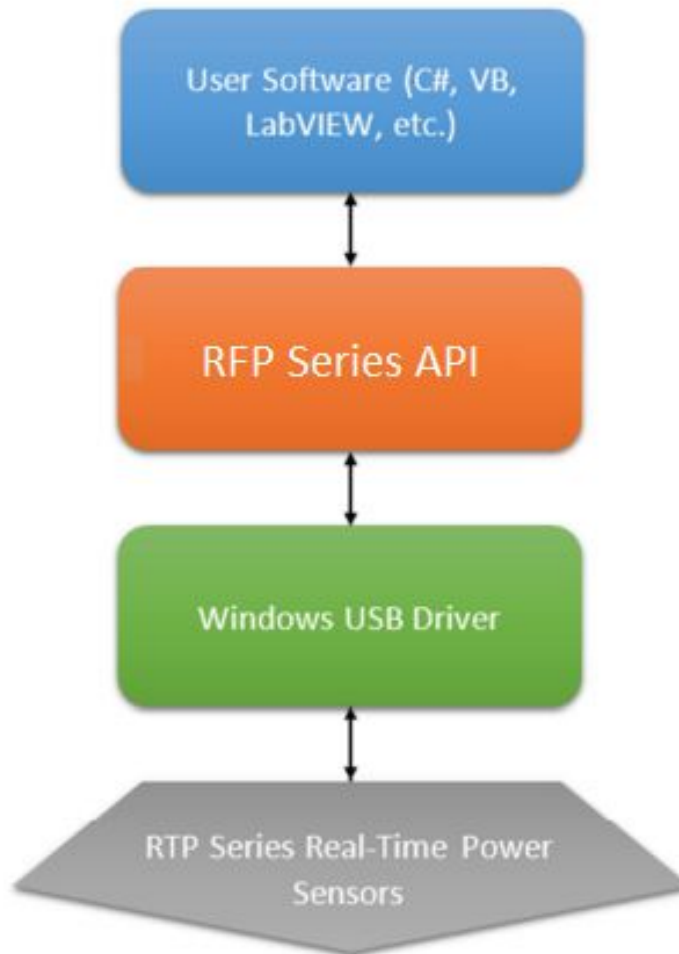 User Software (C#, VB,
LabVIEW, etc.)
RFP Series API
Windows USB Driver
RTP Series Real-Time Power
Sensors